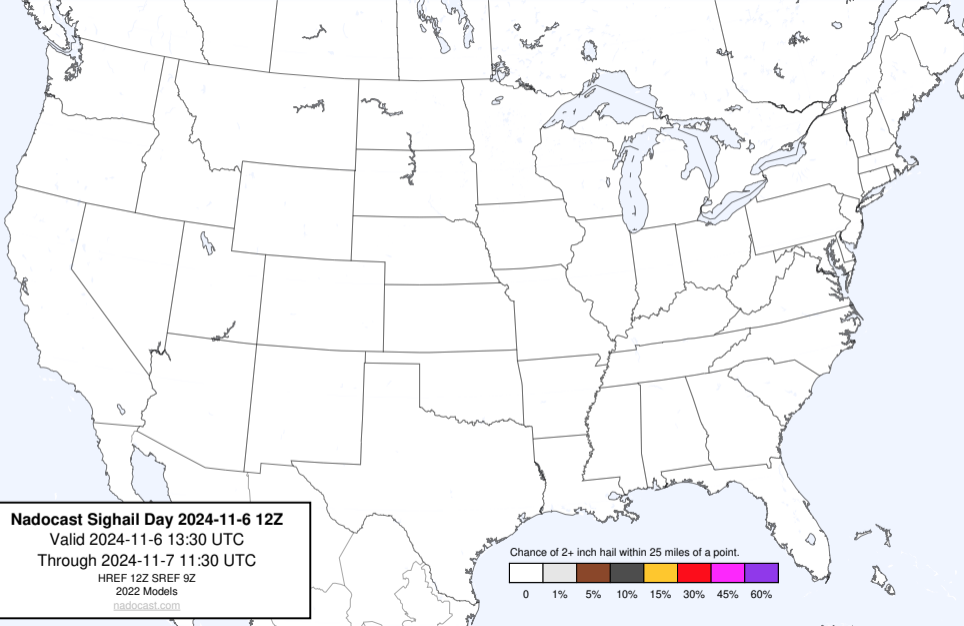 Nadocast Sighail Day 2024-11-6 12Z
Valid 2024-11-6 13:30 UTC
Through 2024-11-7 11:30 UTC
HREF 12Z SREF 9Z
2022 Models
nadocast.com
Chance of 2+ inch hail within 25 miles of a point.
0 1% 5% 10% 15% 30% 45% 60%